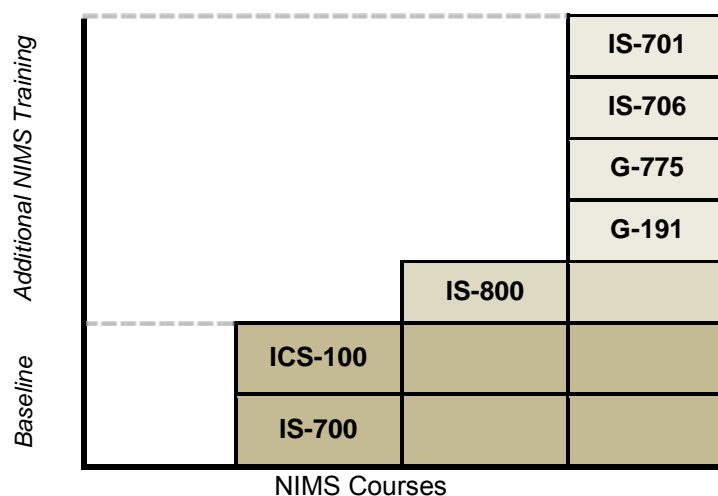 Additional NIMS Training
Baseline
IS-701
IS-706
G-775
G-191
IS-800
ICS-100
IS-700
NIMS Courses